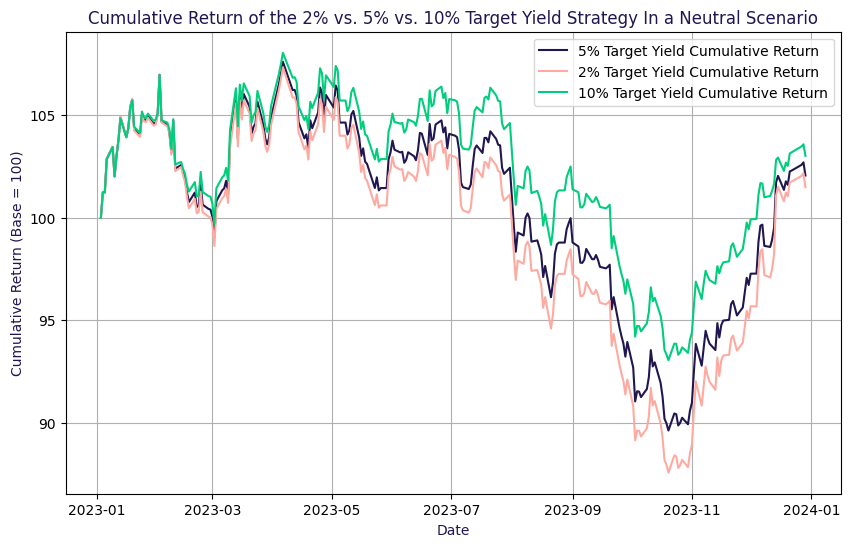 Cumulative Return of the 2% vs. 5% vs. 10% Target Yield Strategy In a Neutral Scenario
5% Target Yield Cumulative Return
2% Target Yield Cumulative Return
10% Target Yield Cumulative Return
Cumulative Return (Base = 100)
105
100
95
90
2023-01
2023-03
2023-05
2023-07
2023-09
2023-11
2024-01
Date